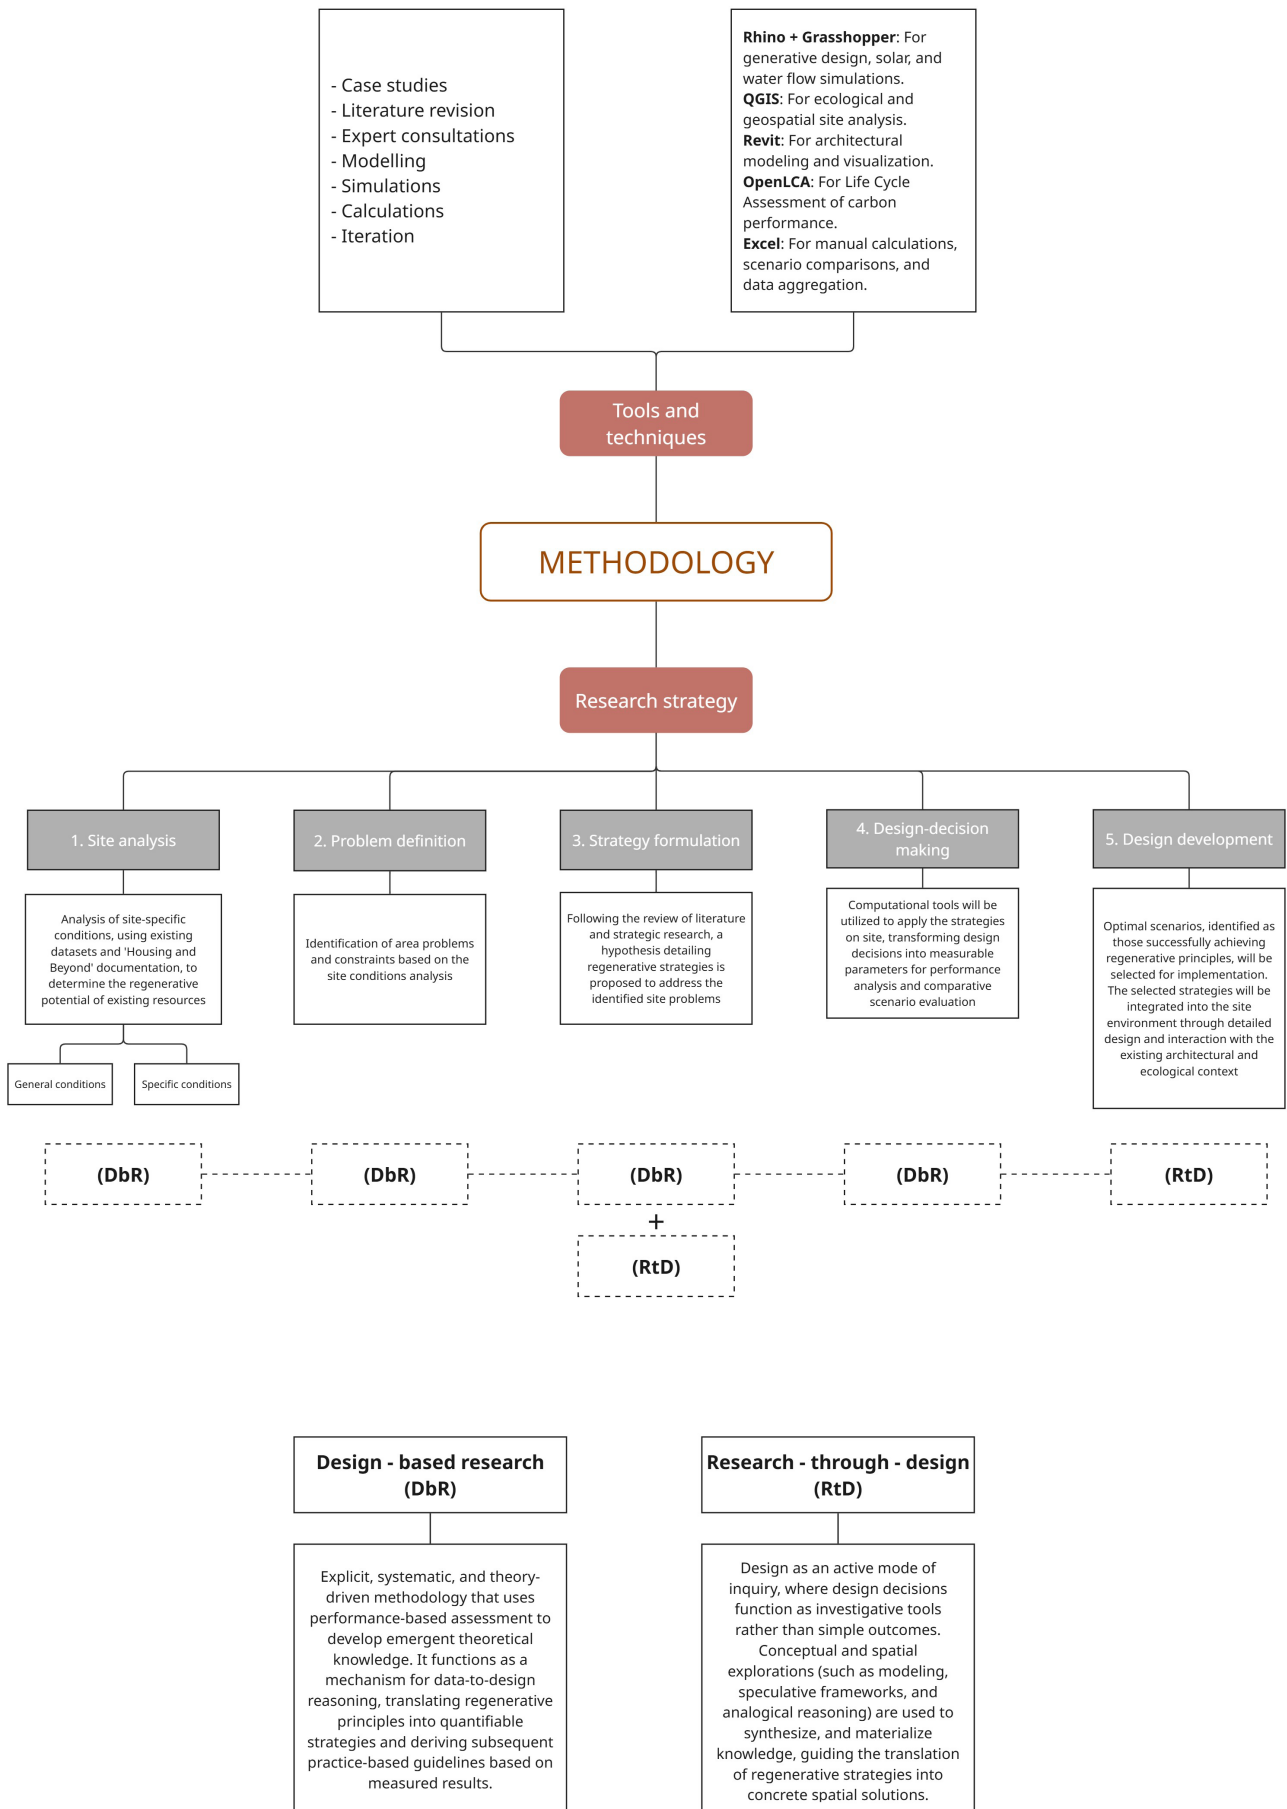 - Case studies
- Literature revision
- Expert consultations
- Modelling
- Simulations
- Calculations
- Iteration
Rhino + Grasshopper: For
generative design, solar, and
water flow simulations.
QGIS: For ecological and
geospatial site analysis.
Revit: For architectural
modeling and visualization.
OpenLCA: For Life Cycle
Assessment of carbon
performance.
Excel: For manual calculations,
scenario comparisons, and
data aggregation.
Tools and
techniques
METHODOLOGY
Research strategy
1. Site analysis
Analysis of site-specific
conditions, using existing
datasets and 'Housing and
Beyond' documentation, to
determine the regenerative
potential of existing resources
General conditions
Specific conditions
2. Problem definition
Identification of area problems
and constraints based on the
site conditions analysis
3. Strategy formulation
Following the review of literature
and strategic research, a
hypothesis detailing
regenerative strategies is
proposed to address the
identified site problems
4. Design-decision
making
Computational tools will be
utilized to apply the strategies
on site, transforming design
decisions into measurable
parameters for performance
analysis and comparative
scenario evaluation
5. Design development
Optimal scenarios, identified as
those successfully achieving
regenerative principles, will be
selected for implementation.
The selected strategies will be
integrated into the site
environment through detailed
design and interaction with the
existing architectural and
ecological context
(DbR)
(DbR)
(DbR)
+
(RtD)
(DbR)
(RtD)
Design - based research
(DbR)
Explicit, systematic, and theory-
driven methodology that uses
performance-based assessment to
develop emergent theoretical
knowledge. It functions as a
mechanism for data-to-design
reasoning, translating regenerative
principles into quantifiable
strategies and deriving subsequent
practice-based guidelines based on
measured results.
Research - through - design
(RtD)
Design as an active mode of
inquiry, where design decisions
function as investigative tools
rather than simple outcomes.
Conceptual and spatial
explorations (such as modeling,
speculative frameworks, and
analogical reasoning) are used to
synthesize, and materialize
knowledge, guiding the translation
of regenerative strategies into
concrete spatial solutions.